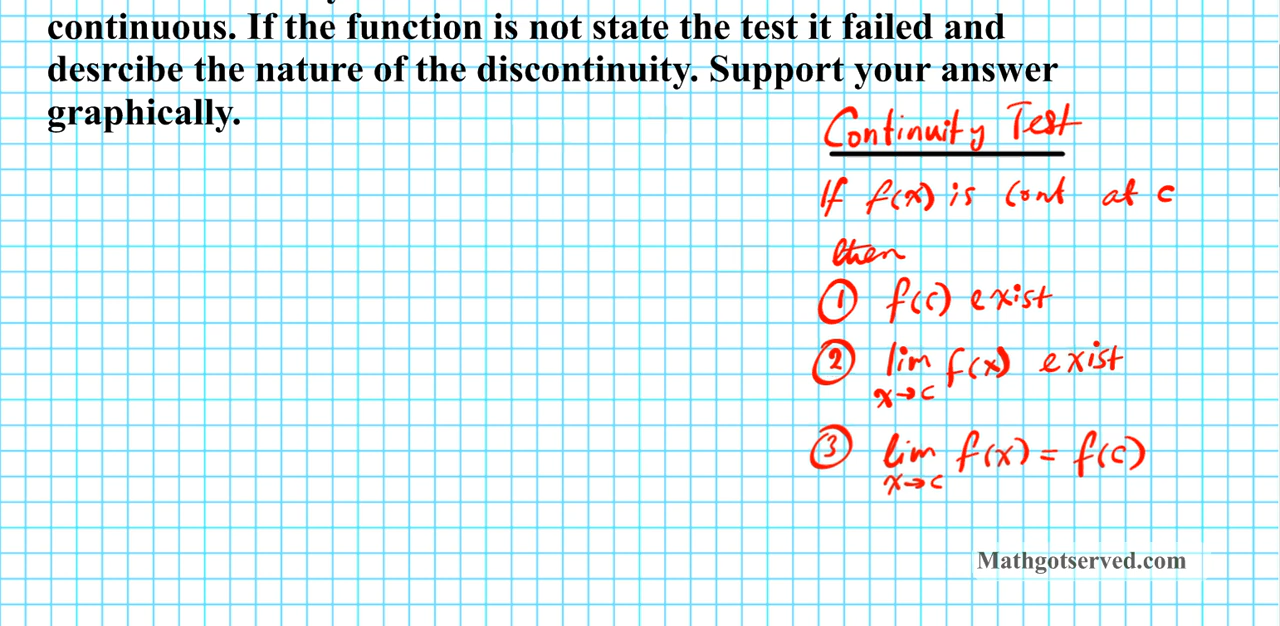 continuous. If the function is not state the test it failed and
desrcibe the nature of the discontinuity. Support your answer
graphically.
Continuity Test
If f(x) is cont at c
then
① f(c) exist
② lim f(x) exist
x→c
③ lim f(x) = f(c)
x→c
Mathgotserved.com